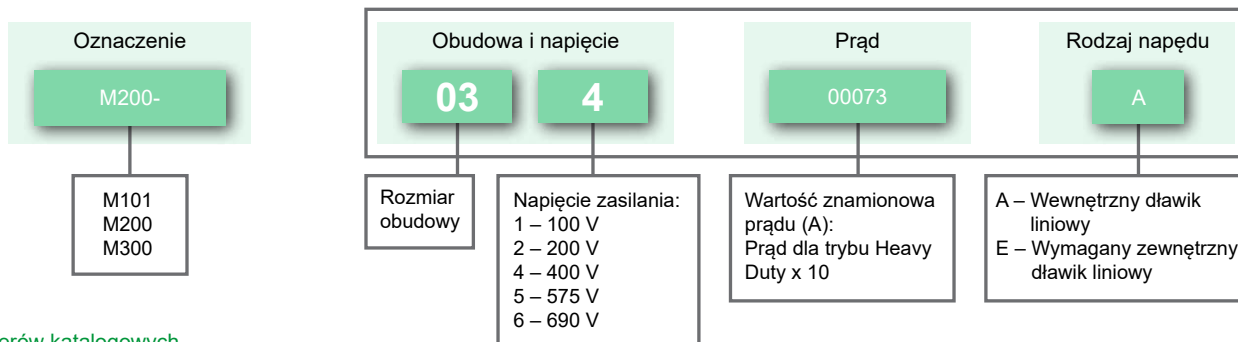 Oznaczenie
M200-
M101
M200
M300
Obudowa i napięcie
03
4
Rozmiar
obudowy
Napięcie zasilania:
1 – 100 V
2 – 200 V
4 – 400 V
5 – 575 V
6 – 690 V
Prąd
00073
Wartość znamionowa
prądu (A):
Prąd dla trybu Heavy
Duty x 10
Rodzaj napędu
A
A – Wewnętrzny dławik
liniowy
E – Wymagany zewnętrzny
dławik liniowy
katalogowych